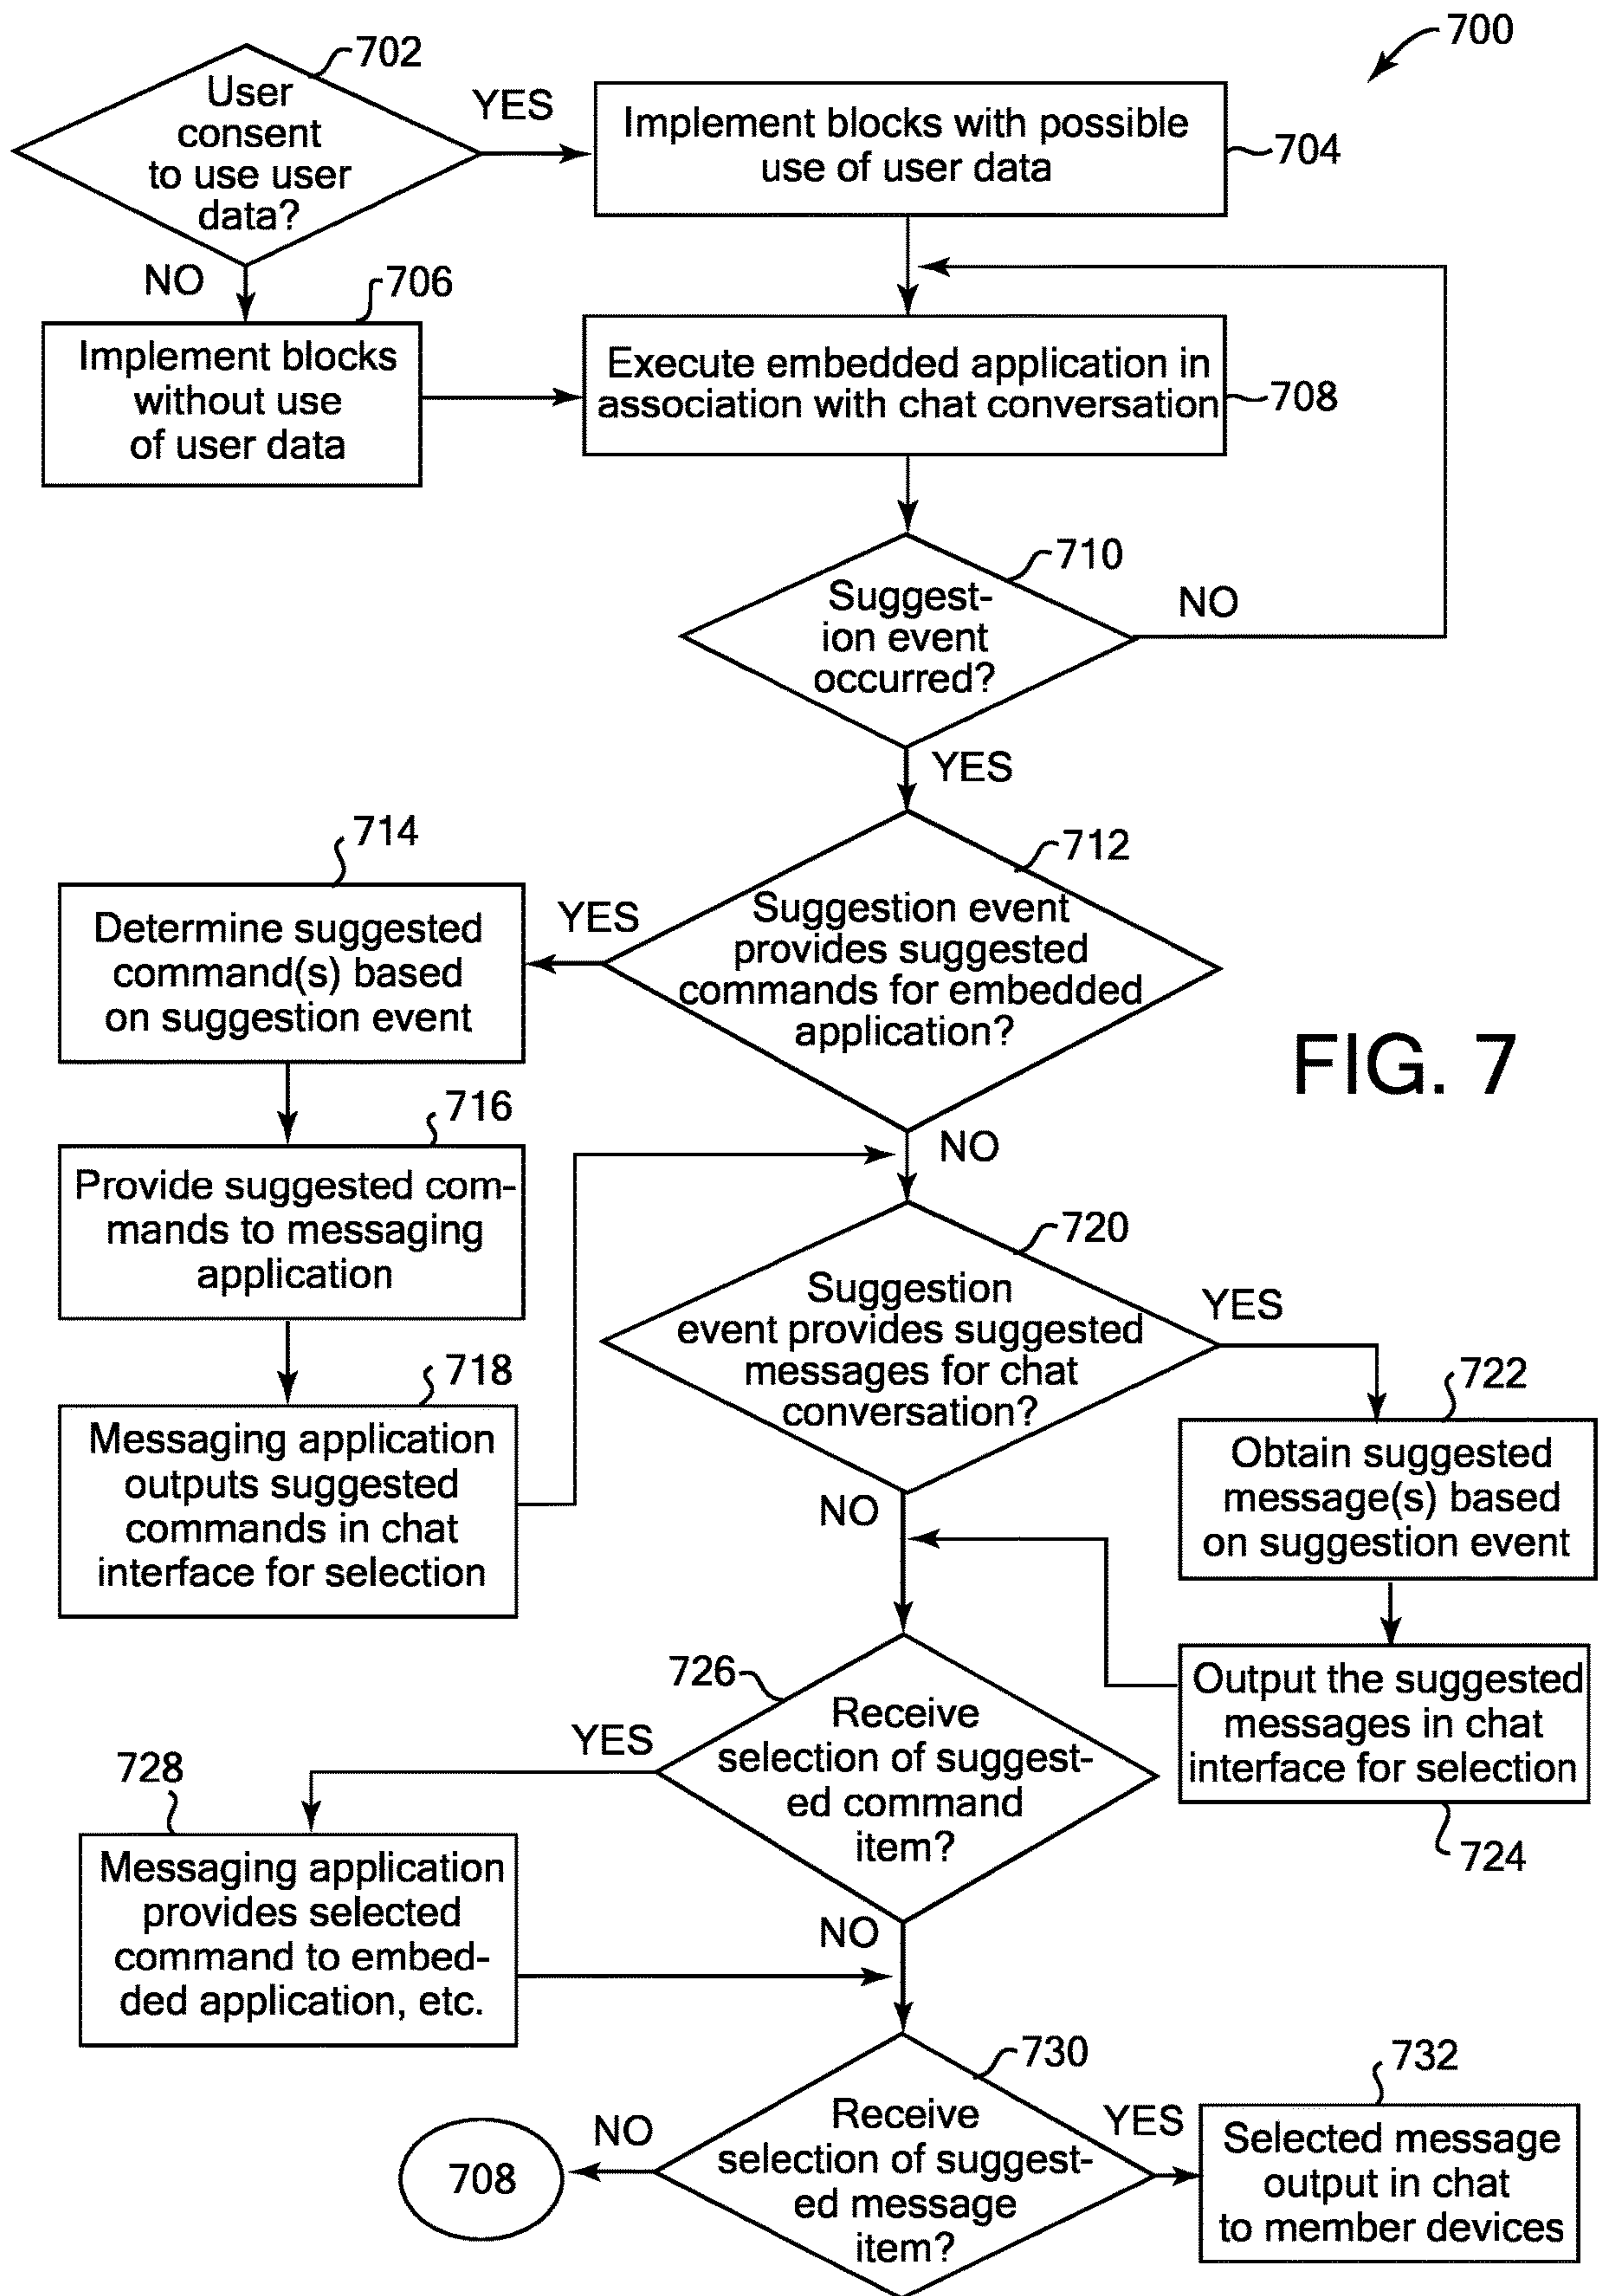 700
702
User
consent
to use user
data?
YES
Implement blocks with possible
use of user data
704
NO
706
Implement blocks
without use
of user data
Execute embedded application in
association with chat conversation
708
710
Suggest-
ion event
occurred?
NO
YES
712
Suggestion event
provides suggested
commands for embedded
application?
YES
714
Determine suggested
command(s) based
on suggestion event
FIG. 7
716
Provide suggested com-
mands to messaging
application
NO
718
Messaging application
outputs suggested
commands in chat
interface for selection
720
Suggestion
event provides suggested
messages for chat
conversation?
YES
722
Obtain suggested
message(s) based
on suggestion event
NO
Output the suggested
messages in chat
interface for selection
724
726
Receive
selection of suggest-
ed command
item?
YES
728
Messaging application
provides selected
command to embed-
ded application, etc.
NO
730
Receive
selection of suggest-
ed message
item?
NO
708
YES
732
Selected message
output in chat
to member devices